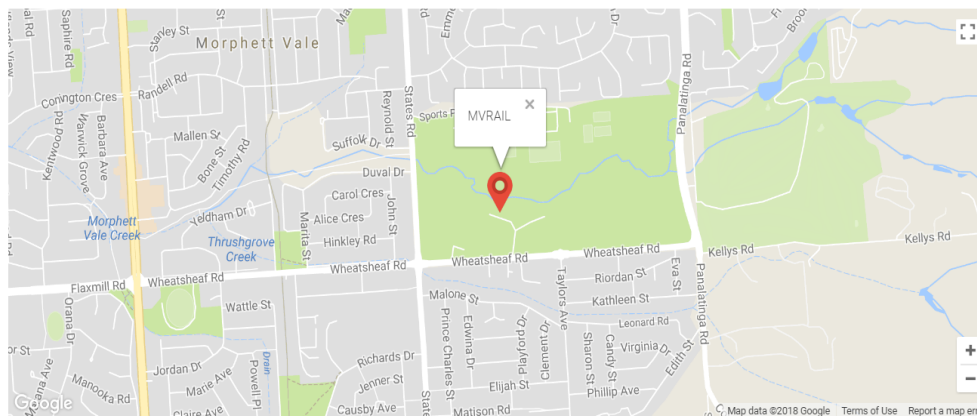 Stanley St
Morphett Vale
Saphire Rd
Randell Rd
Conington Cres
Kentwood Rd
Warwick Grove
Barbara Ave
Mallen St
Bone St
Timothy Rd
Suffolk Dr
Reynold St
States Rd
MVRAIL
×
Panalatinga Rd
Duval Dr
Carol Cres
John St
Alice Cres
Hinkley Rd
Yeldham Dr
Marita St
Morphett
Vale Creek
Thrushgrove
Creek
Flaxmill Rd
Wheatsheaf Rd
Wheatsheaf Rd
Wheatsheaf Rd
Kellys Rd
Kellys Rd
Wattle St
Orana Dr
Malone St
Taylors Ave
Riordan St
Eva St
Kathleen St
Panalatinga Rd
Leonard Rd
Prince Charles St
Edwina Dr
Playford Dr
Clement Dr
Sharon St
Candy St
Virginia Dr
Edith St
Jordan Dr
Drain
Richards Dr
Marie Ave
Manooka Rd
Powell Pl
Jenner St
Elijah St
Phillip Ave
Causby Ave
Matison Rd
Claire Ave
Google
+
−
Map data ©2018 Google
Terms of Use
Report a map